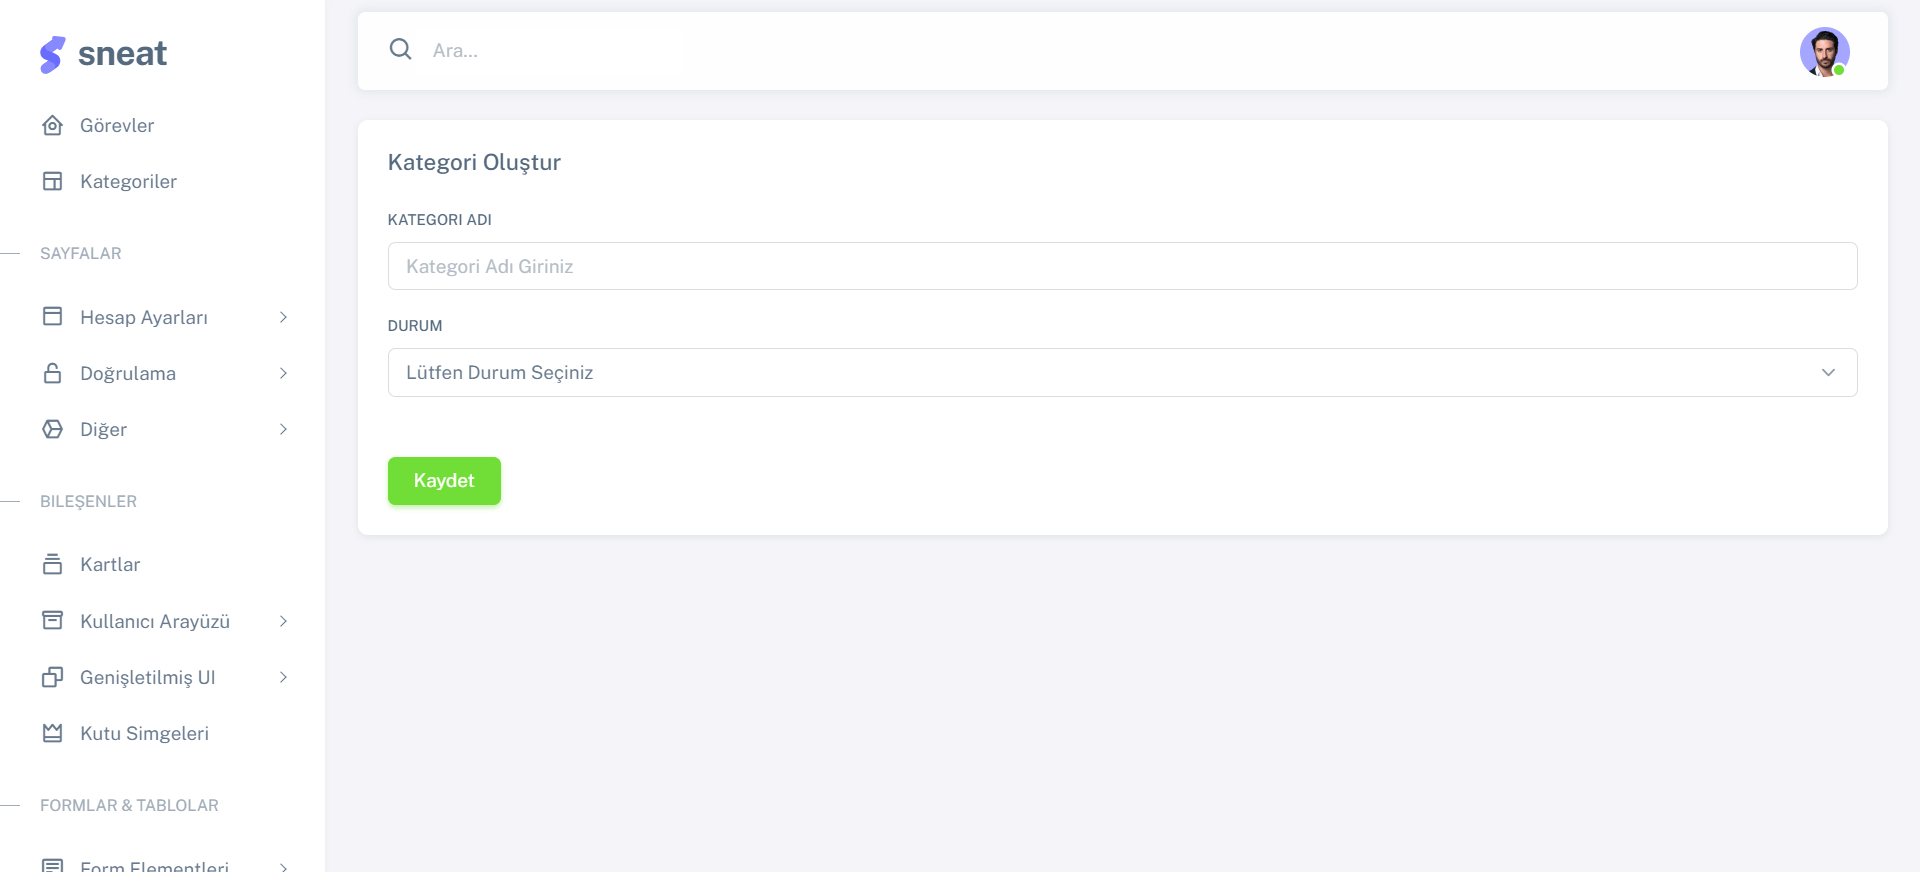 sneat
Görevler
Kategoriler
SAYFALAR
Hesap Ayarları
Doğrulama
Diğer
BILEŞENLER
Kartlar
Kullanıcı Arayüzü
Genişletilmiş UI
Kutu Simgeleri
FORMLAR & TABLOLAR
Form Elementleri
Ara...
Kategori Oluştur
KATEGORI ADI
Kategori Adı Giriniz
DURUM
Lütfen Durum Seçiniz
Kaydet